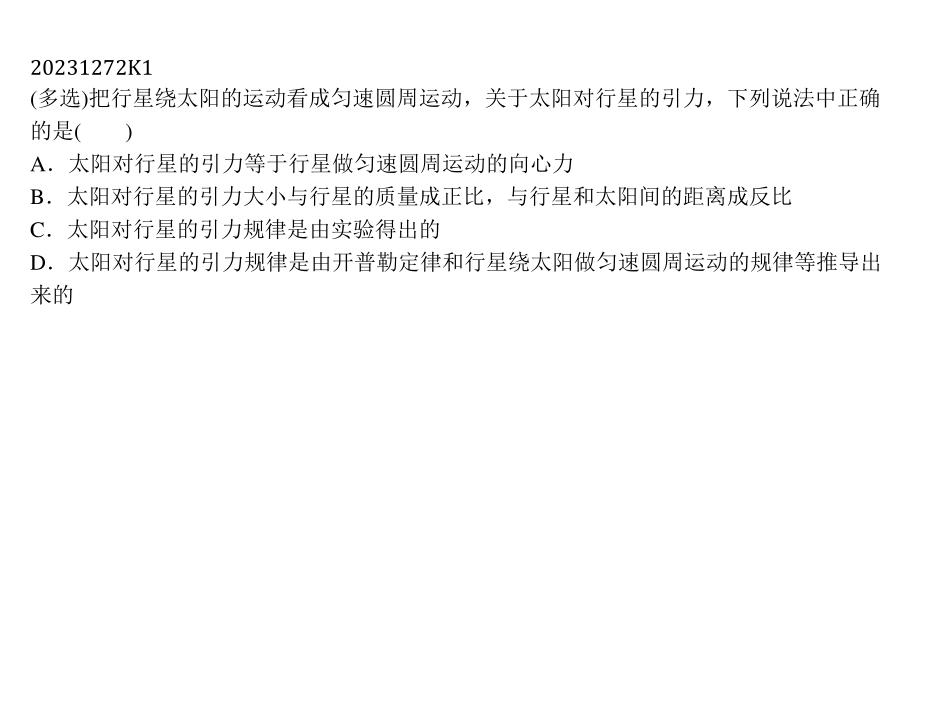 20231272K1
(多选)把行星绕太阳的运动看成匀速圆周运动，关于太阳对行星的引力，下列说法中正确
的是(　　)
A．太阳对行星的引力等于行星做匀速圆周运动的向心力
B．太阳对行星的引力大小与行星的质量成正比，与行星和太阳间的距离成反比
C．太阳对行星的引力规律是由实验得出的
D．太阳对行星的引力规律是由开普勒定律和行星绕太阳做匀速圆周运动的规律等推导出
来的